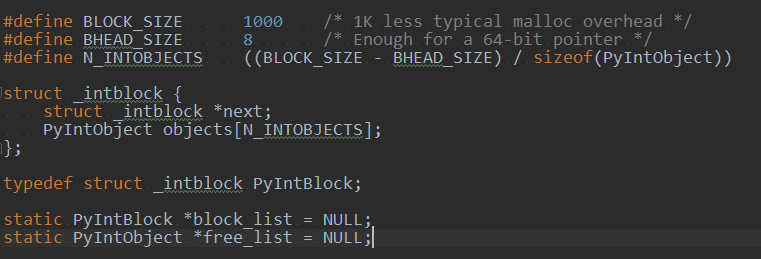 #define BLOCK_SIZE      1000    /* 1K less typical malloc overhead */
#define BHEAD_SIZE      8       /* Enough for a 64-bit pointer */
#define N_INTOBJECTS    ((BLOCK_SIZE - BHEAD_SIZE) / sizeof(PyIntObject))
struct _intblock {
    struct _intblock *next;
    PyIntObject objects[N_INTOBJECTS];
};
typedef struct _intblock PyIntBlock;
static PyIntBlock *block_list = NULL;
static PyIntObject *free_list = NULL;